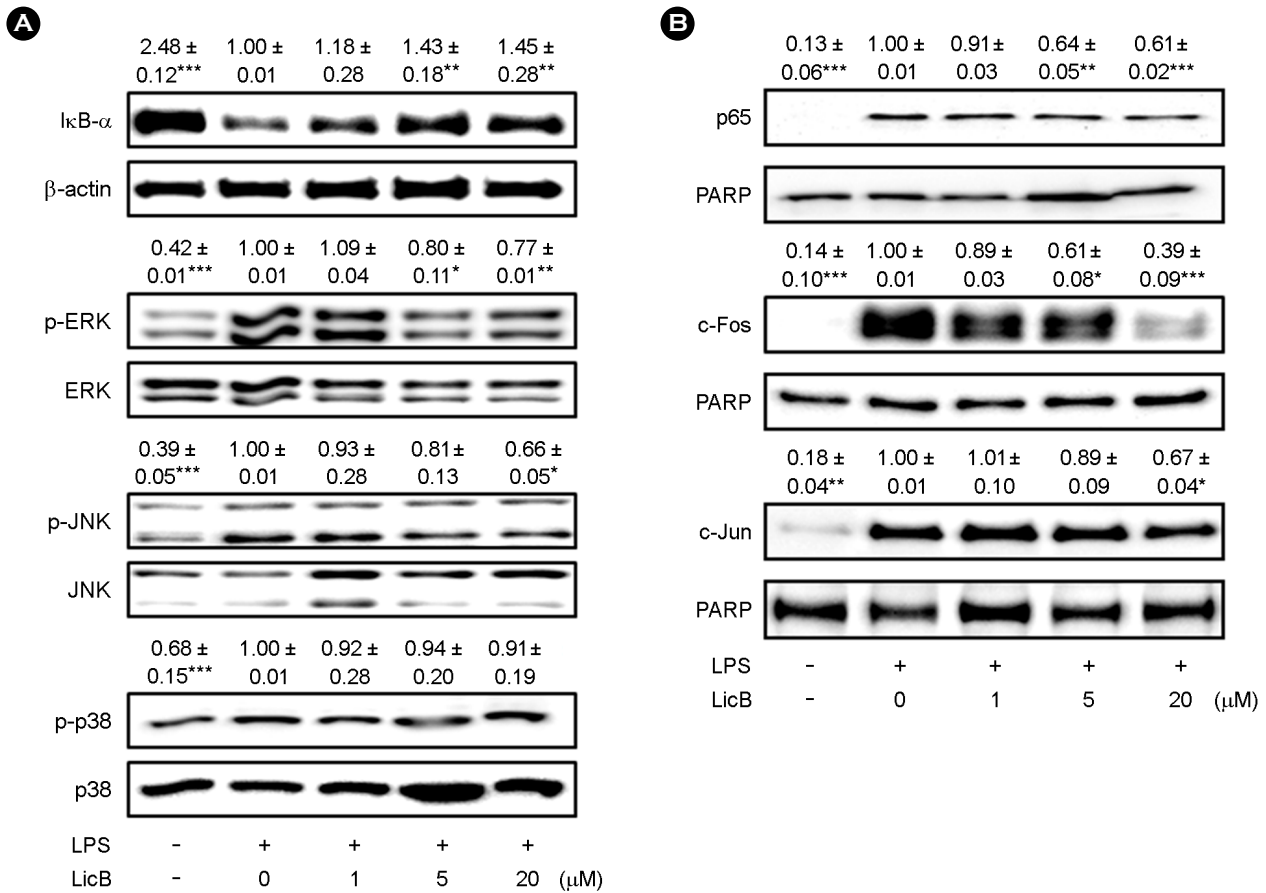 A
2.48 ± 1.00 ± 1.18 ± 1.43 ± 1.45 ±
0.12*** 0.01 0.28 0.18** 0.28**
IκB-α
β-actin
0.42 ± 1.00 ± 1.09 ± 0.80 ± 0.77 ±
0.01*** 0.01 0.04 0.11* 0.01**
p-ERK
ERK
0.39 ± 1.00 ± 0.93 ± 0.81 ± 0.66 ±
0.05*** 0.01 0.28 0.13 0.05*
p-JNK
JNK
0.68 ± 1.00 ± 0.92 ± 0.94 ± 0.91 ±
0.15*** 0.01 0.28 0.20 0.19
p-p38
p38
LPS - + + + +
LicB - 0 1 5 20 (μM)
B
0.13 ± 1.00 ± 0.91 ± 0.64 ± 0.61 ±
0.06*** 0.01 0.03 0.05** 0.02***
p65
PARP
0.14 ± 1.00 ± 0.89 ± 0.61 ± 0.39 ±
0.10*** 0.01 0.03 0.08* 0.09***
c-Fos
PARP
0.18 ± 1.00 ± 1.01 ± 0.89 ± 0.67 ±
0.04** 0.01 0.10 0.09 0.04*
c-Jun
PARP
LPS - + + + +
LicB - 0 1 5 20 (μM)